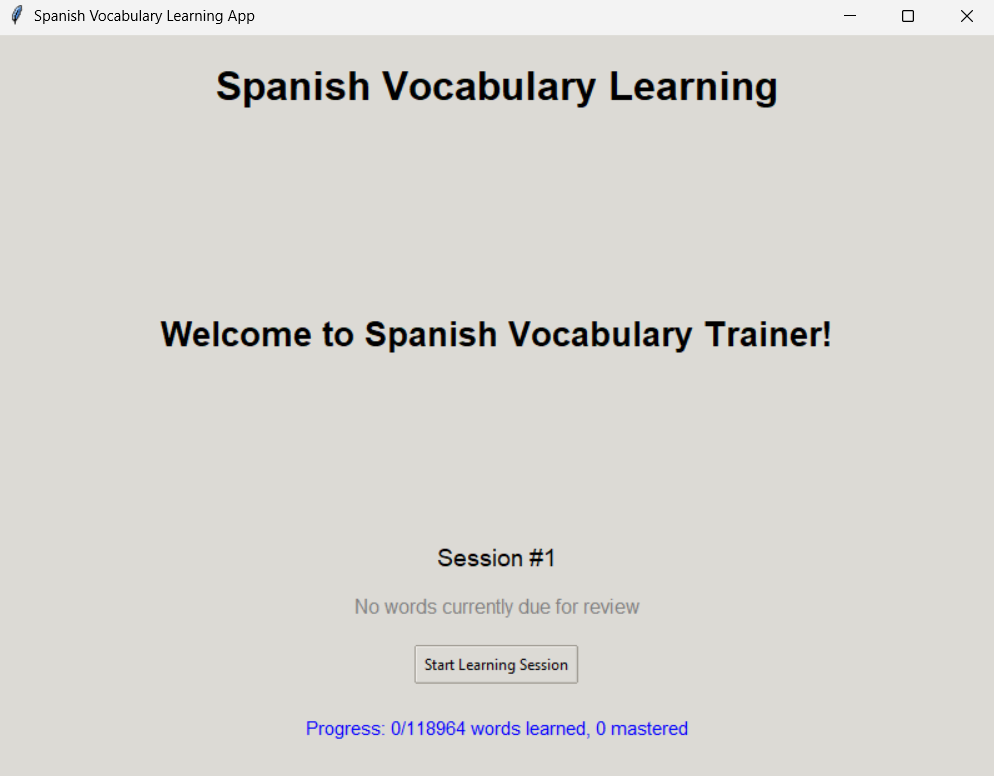 Spanish Vocabulary Learning App
Spanish Vocabulary Learning
Welcome to Spanish Vocabulary Trainer!
Session #1
No words currently due for review
Start Learning Session
Progress: 0/118964 words learned, 0 mastered